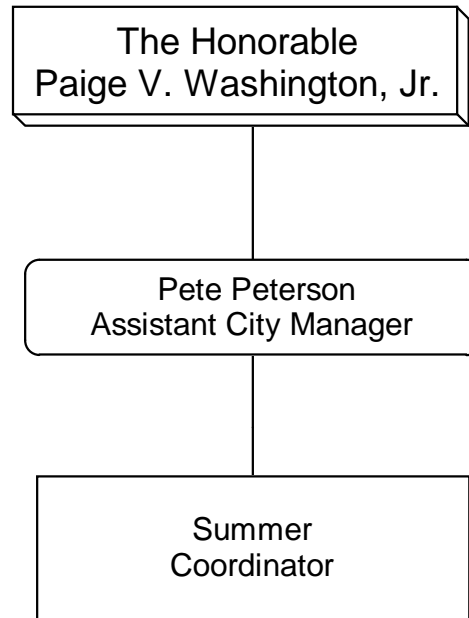 The Honorable
Paige V. Washington, Jr.
Pete Peterson
Assistant City Manager
Summer
Coordinator